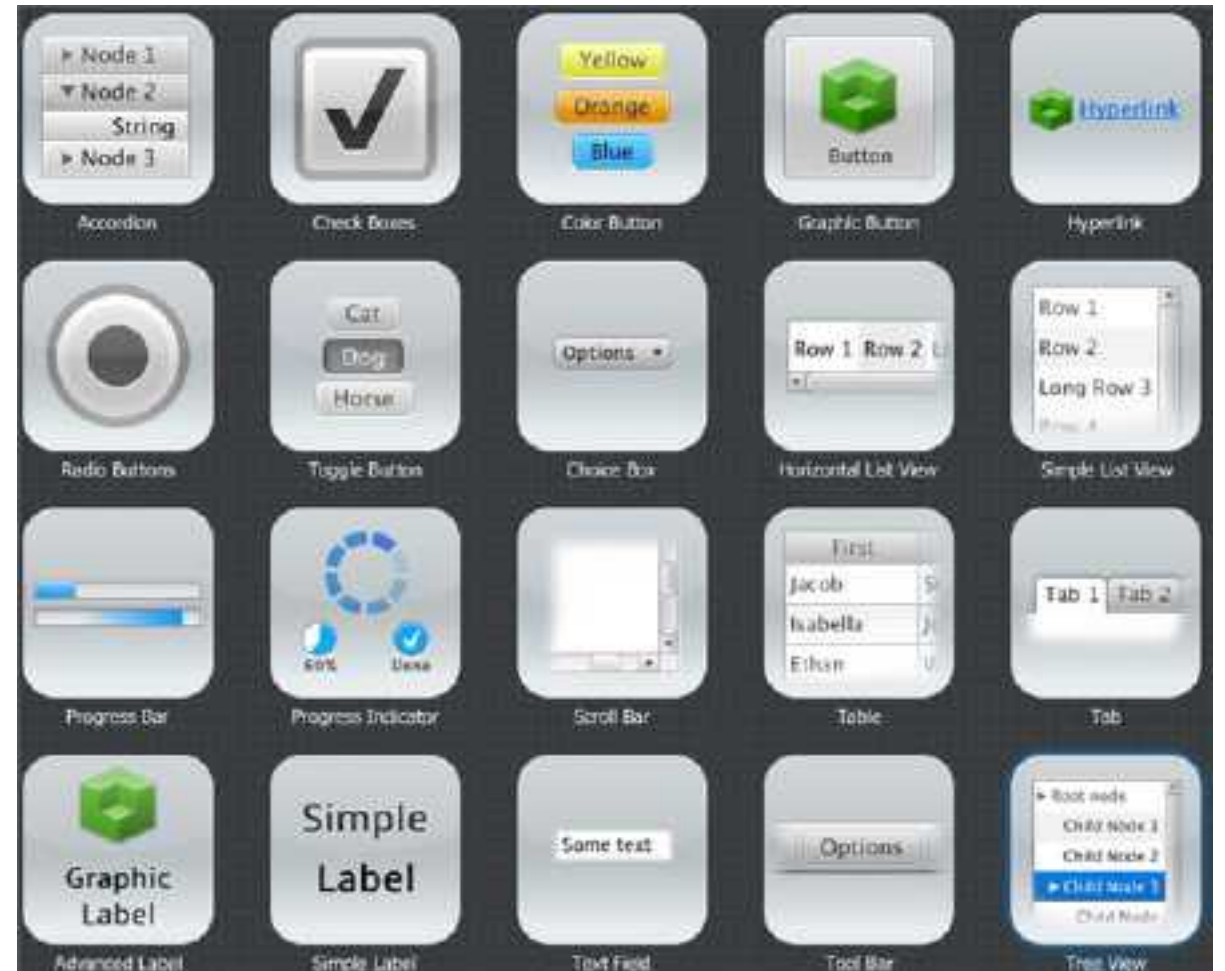 Node 1
Node 2
String
Node 3
Accordion
Check Boxes
Yellow
Orange
Blue
Color Button
Button
Graphic Button
Hyperlink
Hyperlink
Radio Buttons
Cat
Dog
Horse
Toggle Button
Options
Choice Box
Row 1 Row 2
Horizontal List View
Row 1
Row 2
Long Row 3
Row 4
Simple List View
Progress Bar
60% Done
Progress Indicator
Scroll Bar
First
Jacob
Isabella
Ethan
Table
Tab 1 Tab 2
Tab
Graphic
Label
Advanced Label
Simple
Label
Simple Label
Some text
Text Field
Options
Tool Bar
Root node
Child Node 1
Child Node 2
Child Node 3
Child Node
Tree View